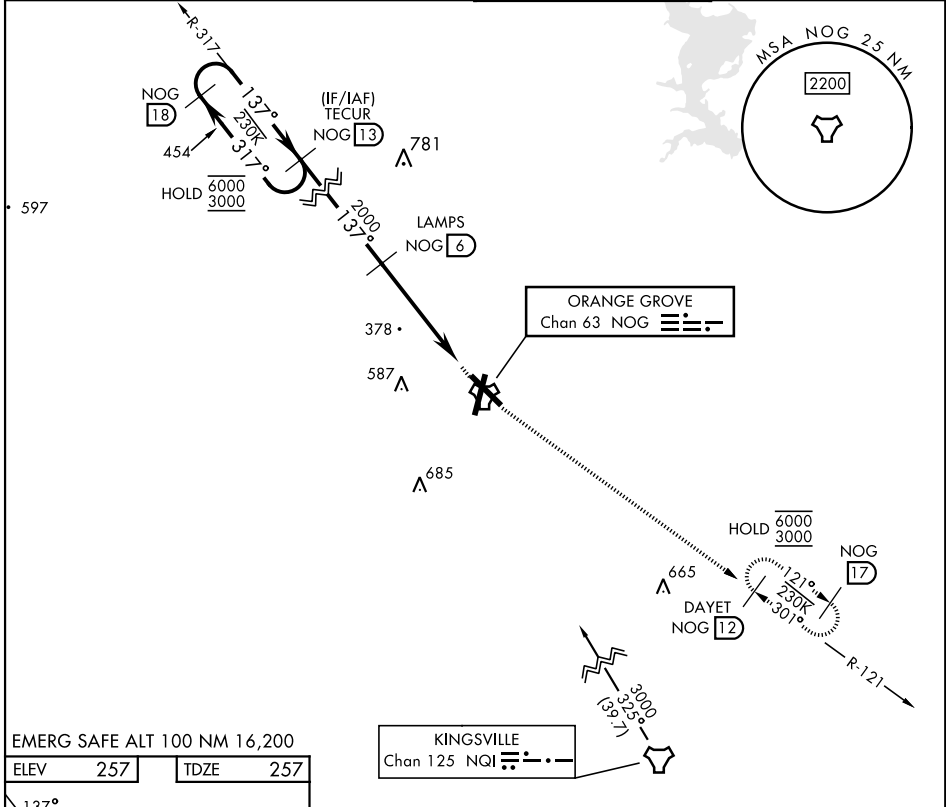 R-317
MSA NOG 25 NM
2200
NOG
18
137°
230K
317°
454
(IF/IAF)
TECUR
NOG 13
781
HOLD 6000
3000
597
2000
137°
LAMPS
NOG 6
ORANGE GROVE
Chan 63 NOG
378
587
685
HOLD 6000
3000
NOG
17
665
121°
230K
301°
DAYET
NOG 12
R-121
3000
325°
(39.7)
KINGSVILLE
Chan 125 NQI
EMERG SAFE ALT 100 NM 16,200
ELEV 257
TDZE 257
137°